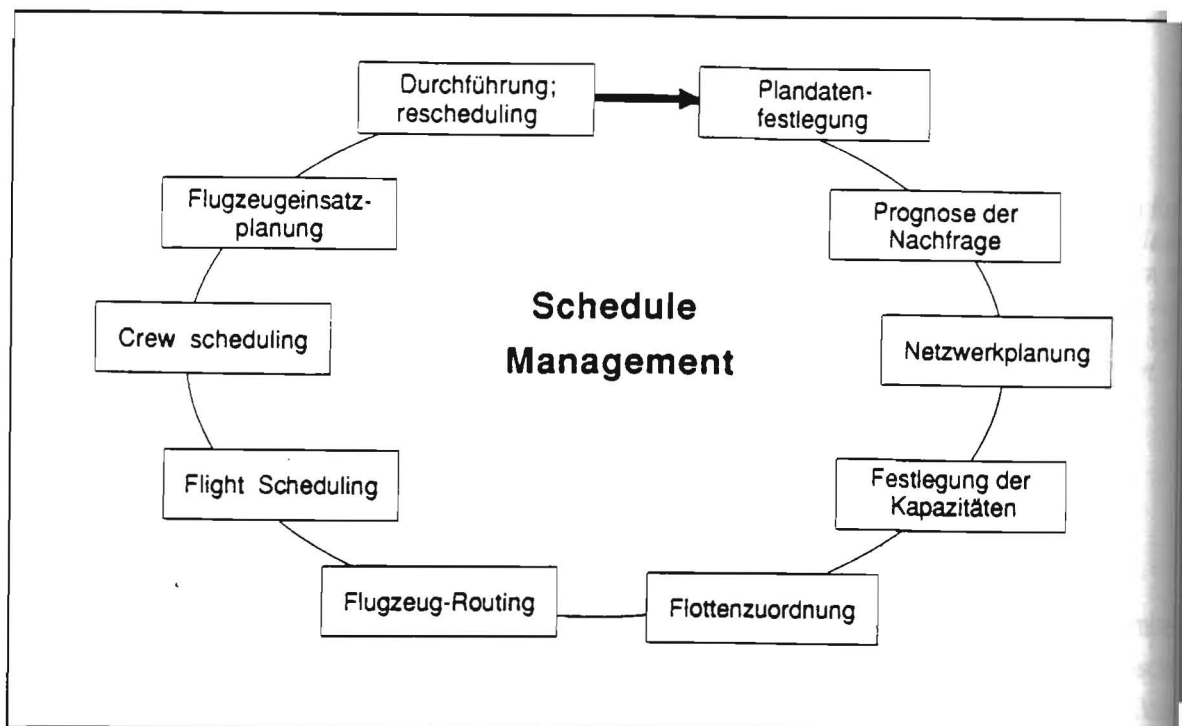 Durchführung;
rescheduling
Plandaten-
festlegung
Prognose der
Nachfrage
Netzwerkplanung
Festlegung der
Kapazitäten
Flottenzuordnung
Flugzeug-Routing
Flight Scheduling
Crew scheduling
Flugzeugeinsatz-
planung
Schedule
Management